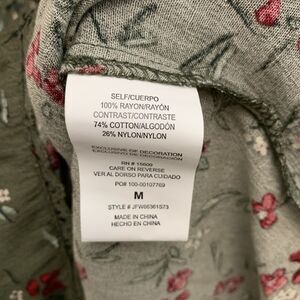 SELF/CUERPO
100% RAYON/RAYÓN
CONTRAST/CONTRASTE
74% COTTON/ALGODÓN
26% NYLON/NYLON
EXCLUSIVE OF DECORATION
EXCLUSIVO DE DECORACIÓN
RN # 15609
CARE ON REVERSE
VER AL DORSO PARA CUIDADO
PO# 100-00107769
M
STYLE # JFW66361S73
MADE IN CHINA
HECHO EN CHINA